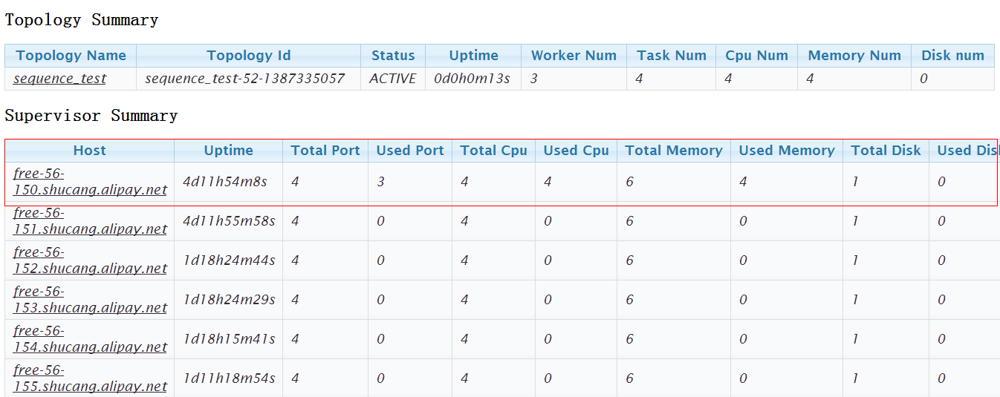 Topology Summary
Topology Name Topology Id Status Uptime Worker Num Task Num Cpu Num Memory Num Disk num
sequence_test sequence_test-52-1387335057 ACTIVE 0d0h0m13s 3 4 4 4 0
Supervisor Summary
Host Uptime Total Port Used Port Total Cpu Used Cpu Total Memory Used Memory Total Disk Used Dis
free-56-
150.shucang.alipay.net 4d11h54m8s 4 3 4 4 6 4 1 0
free-56-
151.shucang.alipay.net 4d11h55m58s 4 0 4 0 6 0 1 0
free-56-
152.shucang.alipay.net 1d18h24m44s 4 0 4 0 6 0 1 0
free-56-
153.shucang.alipay.net 1d18h24m29s 4 0 4 0 6 0 1 0
free-56-
154.shucang.alipay.net 1d18h15m41s 4 0 4 0 6 0 1 0
free-56-
155.shucang.alipay.net 1d11h18m54s 4 0 4 0 6 0 1 0